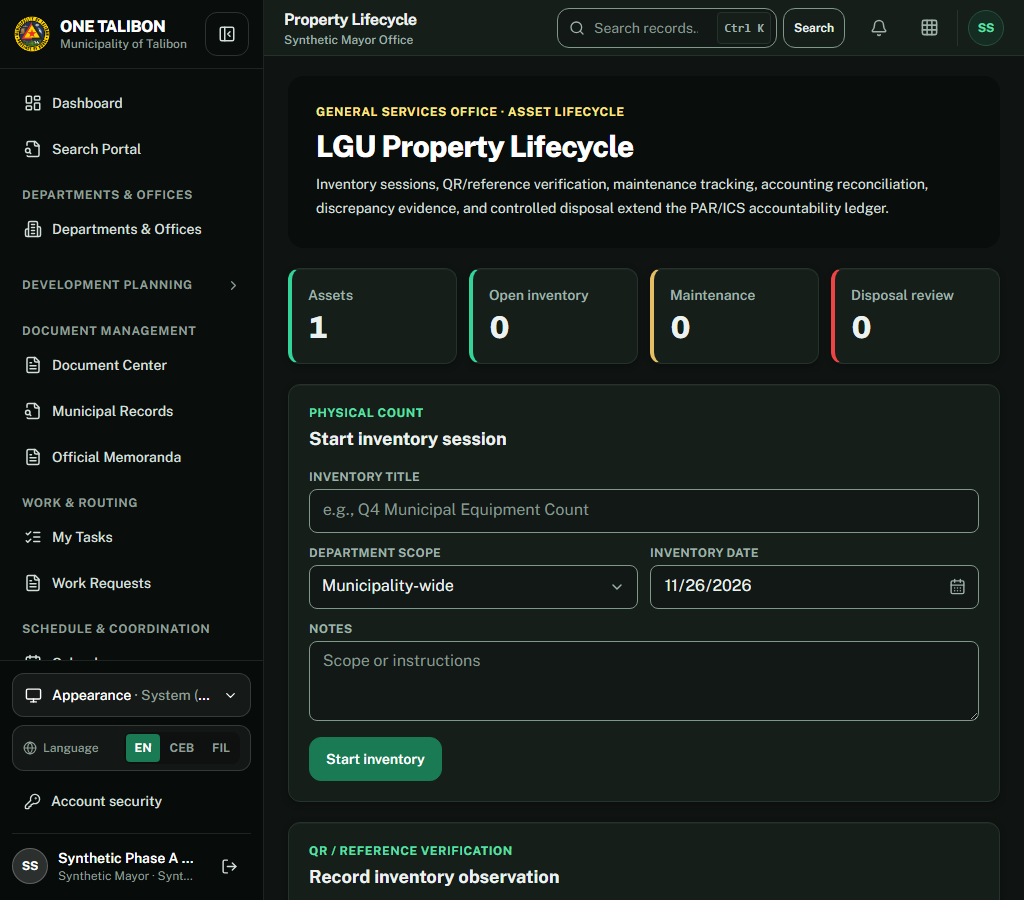 ONE TALIBON
Municipality of Talibon
Dashboard
Search Portal
DEPARTMENTS & OFFICES
Departments & Offices
DEVELOPMENT PLANNING
DOCUMENT MANAGEMENT
Document Center
Municipal Records
Official Memoranda
WORK & ROUTING
My Tasks
Work Requests
SCHEDULE & COORDINATION
Appearance · System (...
Language EN CEB FIL
Account security
SS
Synthetic Phase A ...
Synthetic Mayor · Synt...
Property Lifecycle
Synthetic Mayor Office
Search records.. Ctrl K
Search
SS
GENERAL SERVICES OFFICE · ASSET LIFECYCLE
LGU Property Lifecycle
Inventory sessions, QR/reference verification, maintenance tracking, accounting reconciliation,
discrepancy evidence, and controlled disposal extend the PAR/ICS accountability ledger.
Assets
1
Open inventory
0
Maintenance
0
Disposal review
0
PHYSICAL COUNT
Start inventory session
INVENTORY TITLE
e.g., Q4 Municipal Equipment Count
DEPARTMENT SCOPE
Municipality-wide
INVENTORY DATE
11/26/2026
NOTES
Scope or instructions
Start inventory
QR / REFERENCE VERIFICATION
Record inventory observation